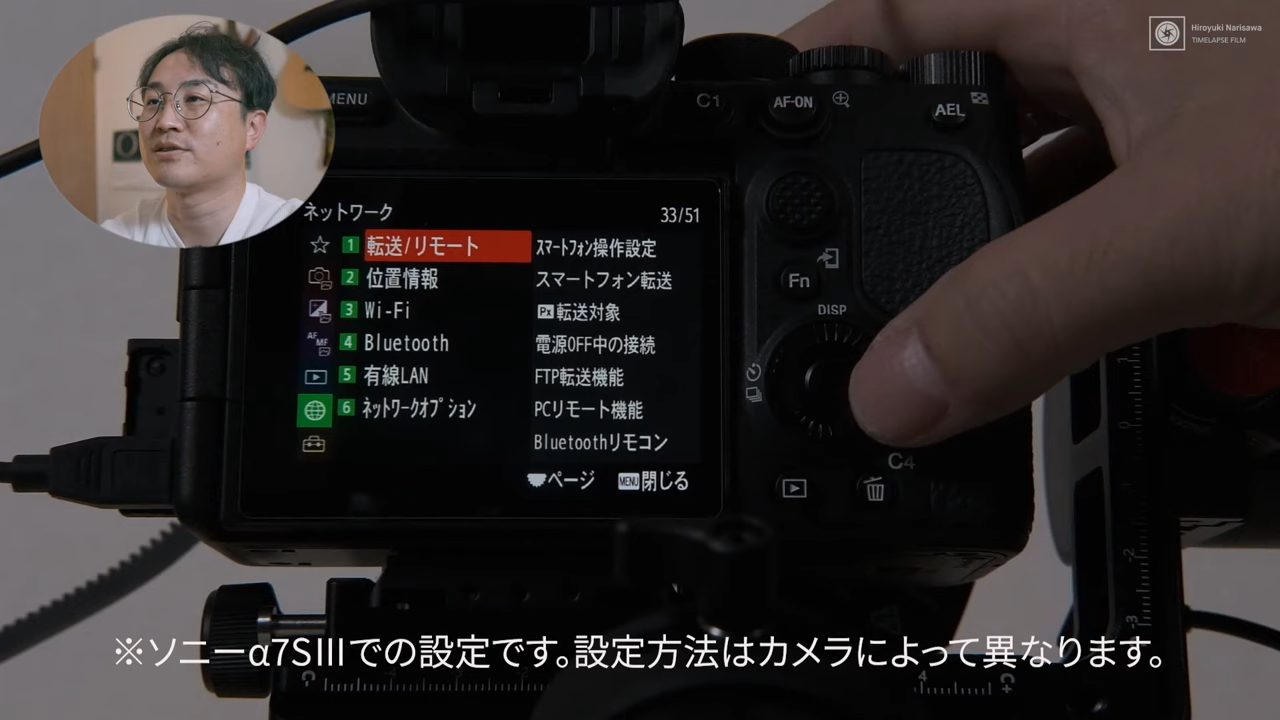 Hiroyuki Narisawa
TIMELAPSE FILM
MENU
C1
AF-ON
AEL
ネットワーク
33/51
1 転送/リモート
スマートフォン操作設定
2 位置情報
スマートフォン転送
3 Wi-Fi
Px 転送対象
4 Bluetooth
電源OFF中の接続
5 有線LAN
FTP転送機能
6 ネットワークオプション
PCリモート機能
Bluetoothリモコン
ページ
MENU 閉じる
AF MF
Fn
DISP
C4
※ソニーα7SⅢでの設定です。設定方法はカメラによって異なります。